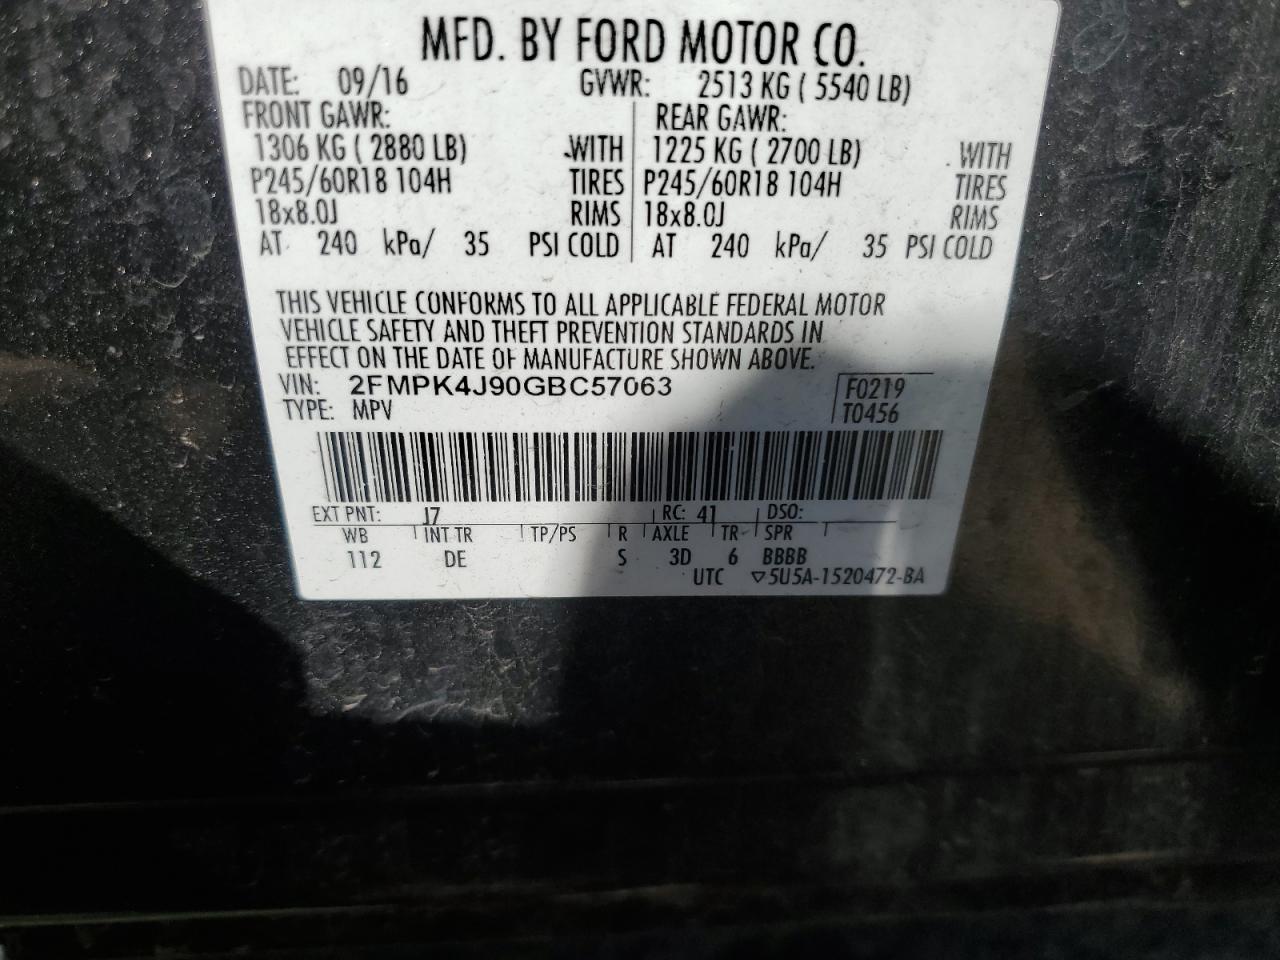 MFD. BY FORD MOTOR CO.
DATE: 09/16 GVWR: 2513 KG ( 5540 LB)
FRONT GAWR: REAR GAWR:
1306 KG ( 2880 LB) WITH 1225 KG ( 2700 LB) WITH
P245/60R18 104H TIRES P245/60R18 104H TIRES
18x8.0J RIMS 18x8.0J RIMS
AT 240 kPa/ 35 PSI COLD AT 240 kPa/ 35 PSI COLD
THIS VEHICLE CONFORMS TO ALL APPLICABLE FEDERAL MOTOR
VEHICLE SAFETY AND THEFT PREVENTION STANDARDS IN
EFFECT ON THE DATE OF MANUFACTURE SHOWN ABOVE.
VIN: 2FMPK4J90GBC57063 F0219
TYPE: MPV T0456
EXT PNT: J7 RC: 41 DSO:
WB INT TR TP/PS R AXLE TR SPR
112 DE S 3D 6 BBBB
UTC ▽5U5A-1520472-BA